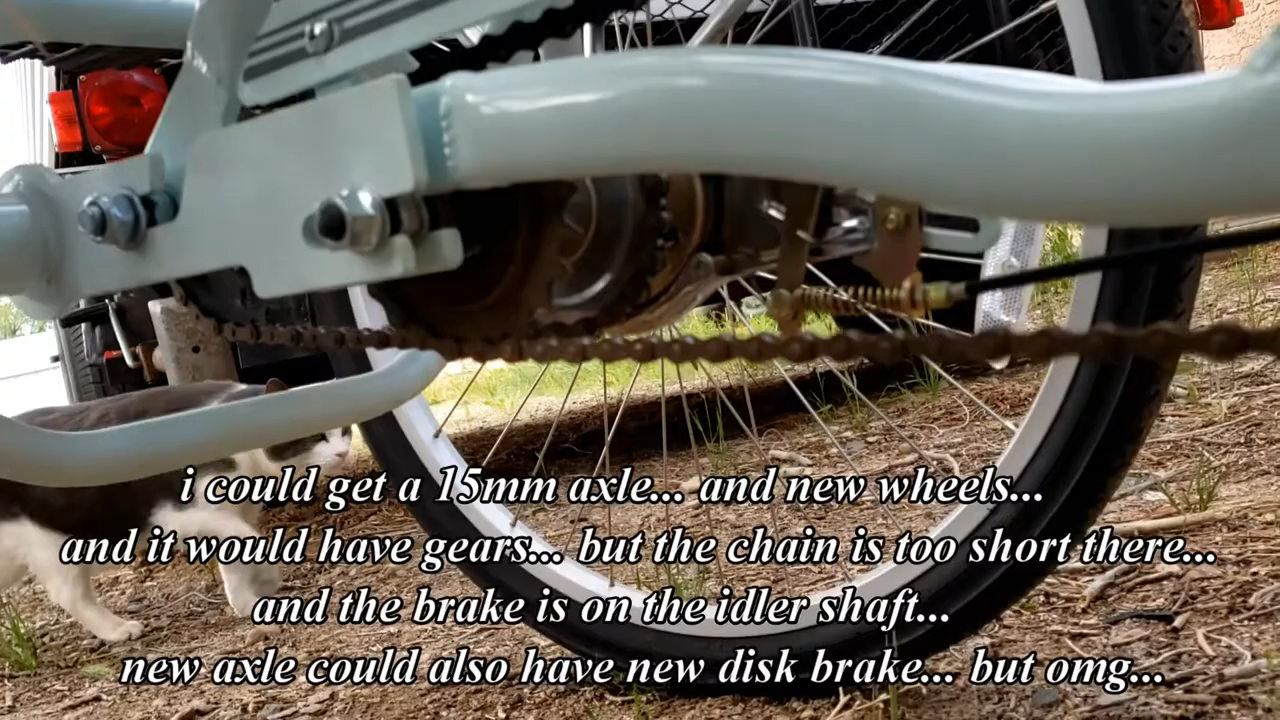 i could get a 15mm axle... and new wheels...
and it would have gears... but the chain is too short there...
and the brake is on the idler shaft...
new axle could also have new disk brake... but omg...